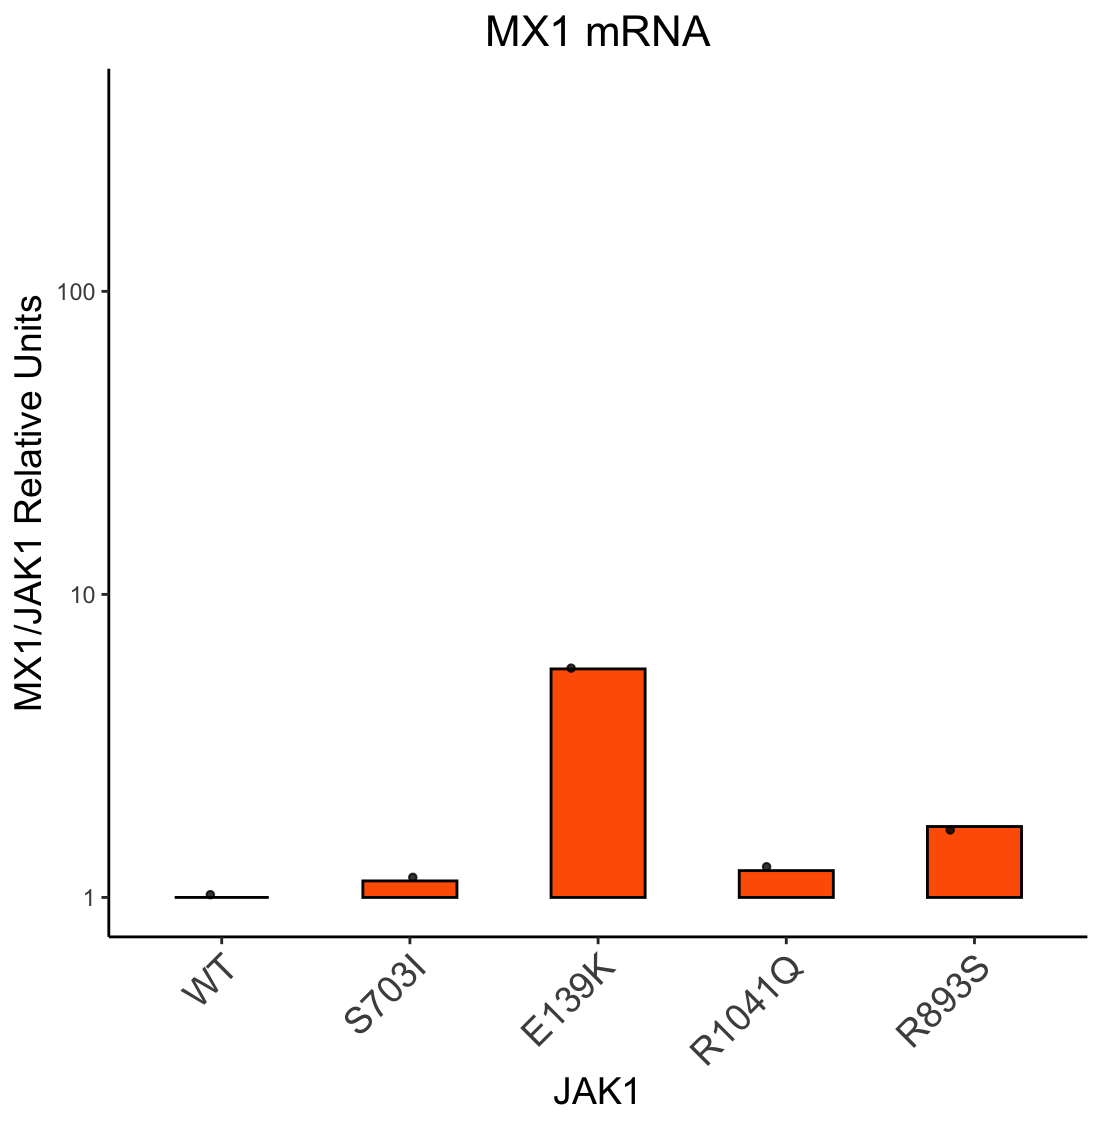 MX1 mRNA
MX1/JAK1 Relative Units
100
10
1
WT
S703I
E139K
R1041Q
R893S
JAK1